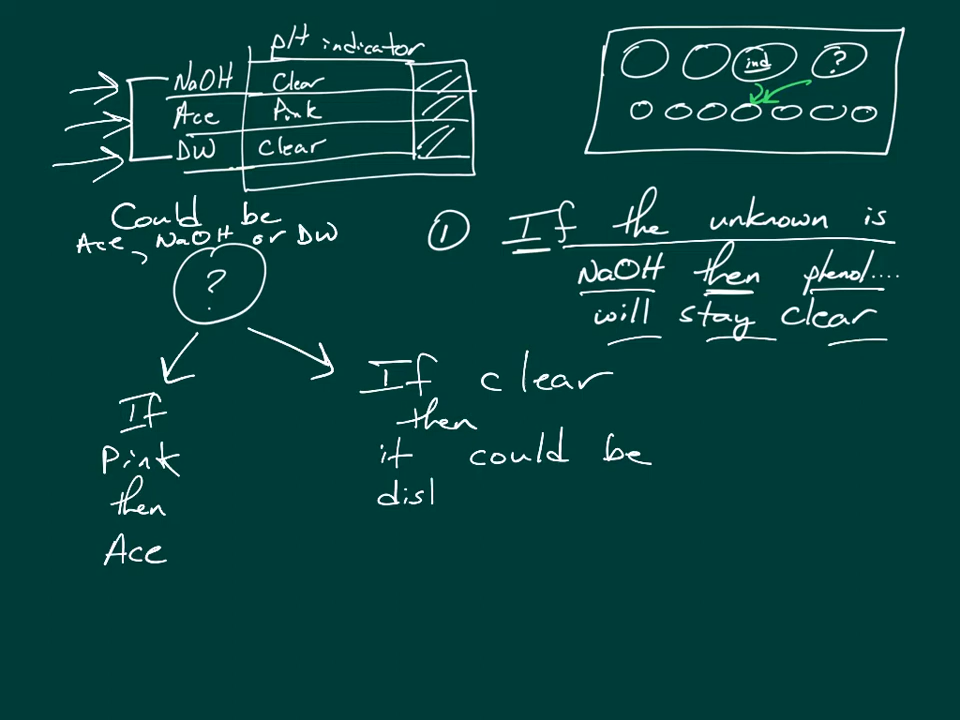 pH indicator
NaOH Clear
Ace Pink
DW Clear
ind ?
Could be
Ace, NaOH or DW
?
① If the unknown is
NaOH then phenol....
will stay clear
If
Pink
then
Ace
If clear
then
it could be
disl